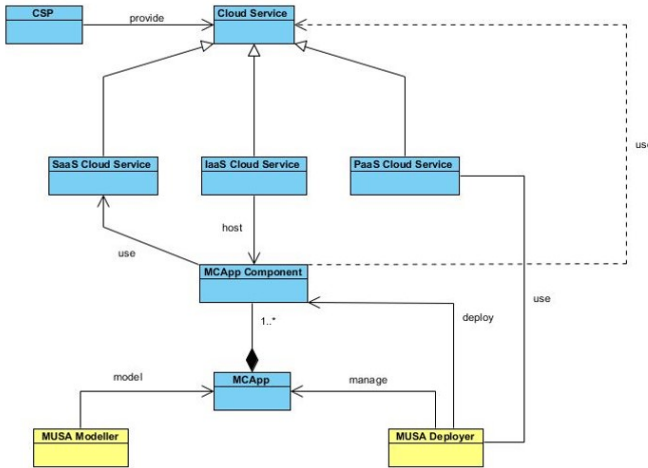 CSP
provide
Cloud Service
use
SaaS Cloud Service
IaaS Cloud Service
PaaS Cloud Service
host
use
MCApp Component
use
deploy
1..*
model
MCApp
manage
MUSA Modeller
MUSA Deployer